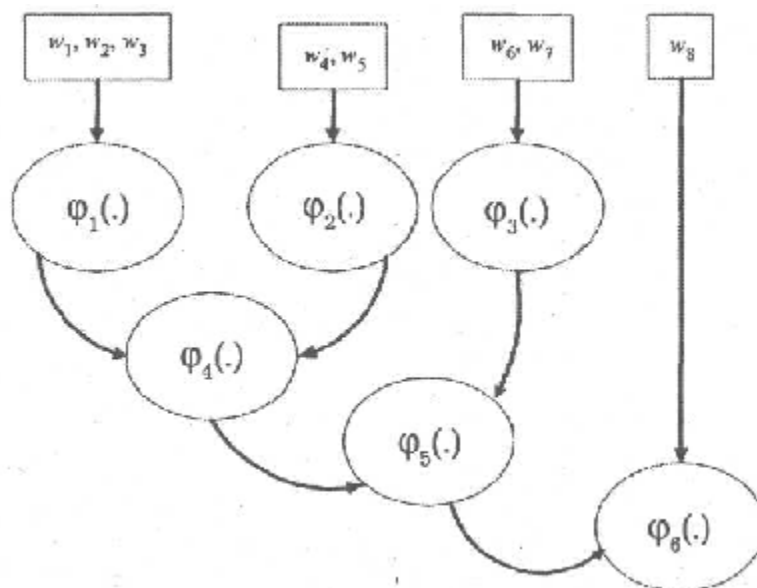 w₁, w₂, w₃
w₄, w₅
w₆, w₇
w₈
φ₁(.)
φ₂(.)
φ₃(.)
φ₄(.)
φ₅(.)
φ₆(.)